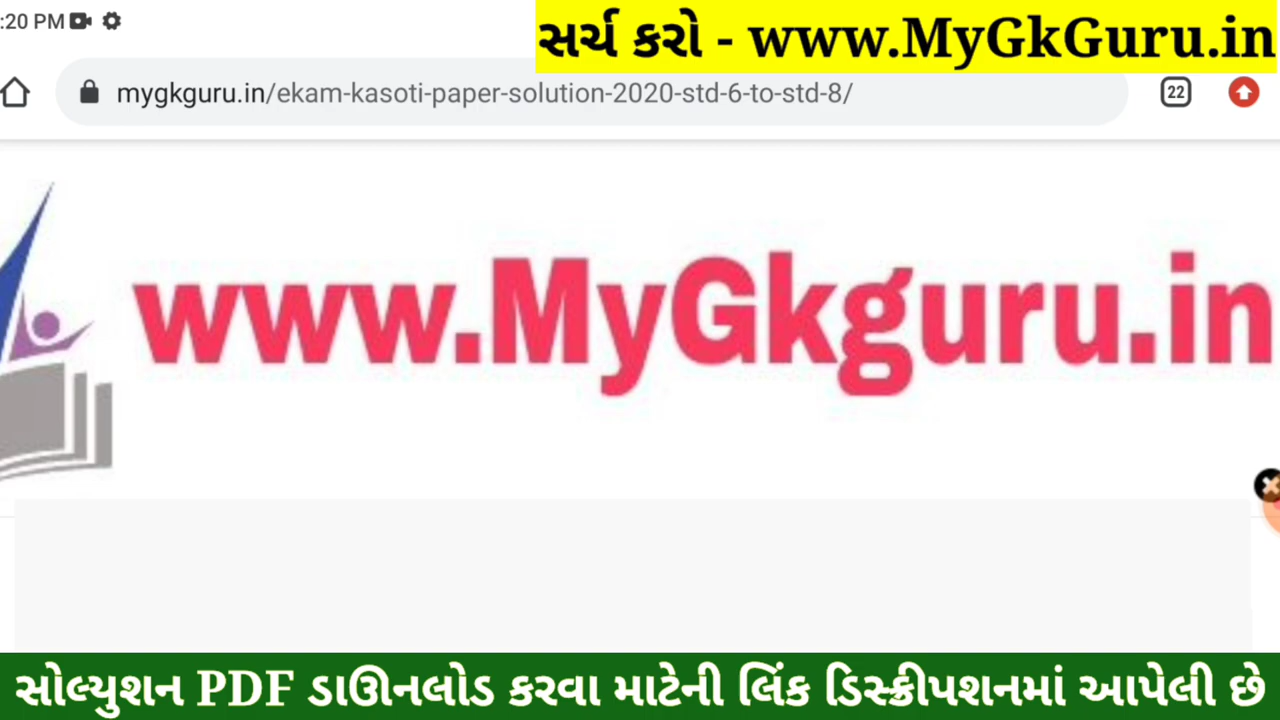 :20 PM
સર્ચ કરો - www.MyGkGuru.in
mygkguru.in/ekam-kasoti-paper-solution-2020-std-6-to-std-8/
22
www.MyGkguru.in
સોલ્યુશન PDF ડાઊનલોડ કરવા માટેની લિંક ડિસ્ક્રીપશનમાં આપેલી છે